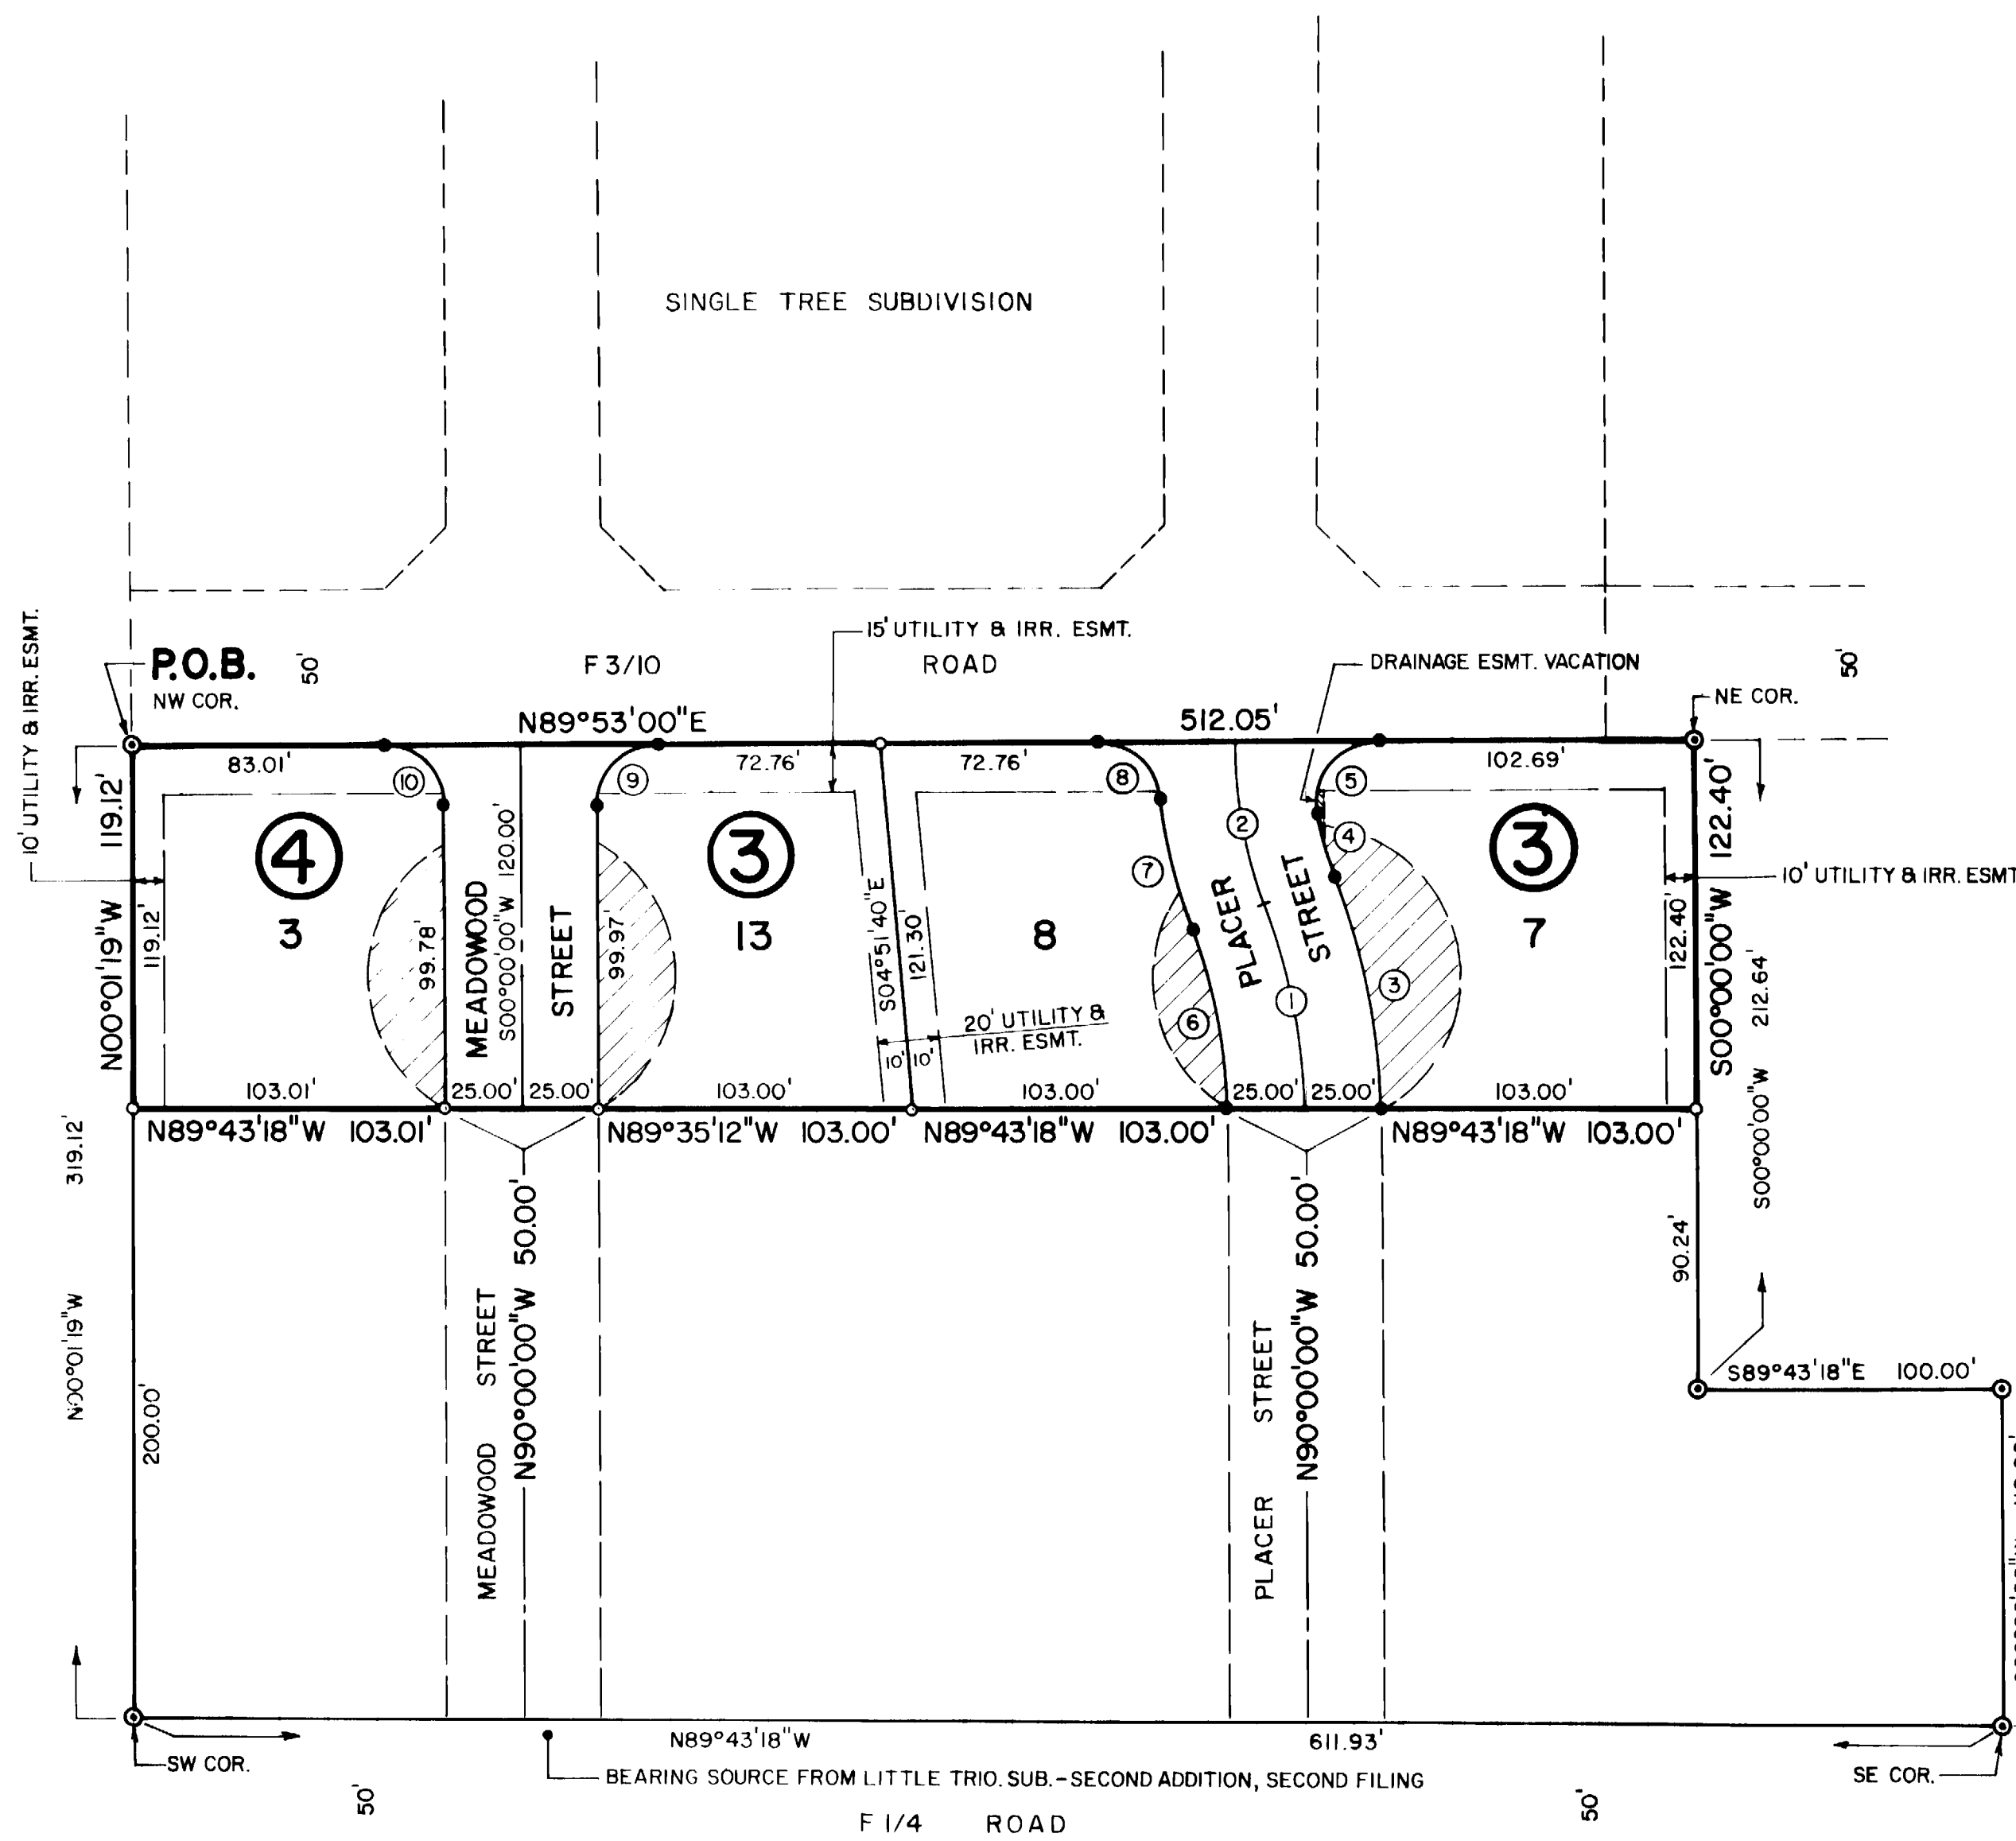 SINGLE TREE SUBDIVISION
10' UTILITY & IRR. ESMT.
15' UTILITY & IRR. ESMT.
P.O.B.
NW COR.
50'
F 3/10 ROAD
DRAINAGE ESMT. VACATION
50'
NE COR.
N89°53'00"E 512.05'
83.01'
10
9
72.76'
72.76'
8
5
102.69'
N00°01'19"W 119.12'
119.12'
4
3
99.78'
MEADOWOOD
S00°00'00"W 120.00'
STREET
99.97'
3
13
S04°51'40"E
121.30'
20' UTILITY &
IRR. ESMT.
10' 10'
8
7
6
2
PLACER
STREET
1
4
3
3
7
122.40'
S00°00'00"W 122.40'
10' UTILITY & IRR. ESMT
S00°00'00"W 212.64'
103.01'
25.00' 25.00'
103.00'
103.00'
25.00' 25.00'
103.00'
N89°43'18"W 103.01'
N89°35'12"W 103.00'
N89°43'18"W 103.00'
N89°43'18"W 103.00'
N00°01'19"W 319.12'
200.00'
MEADOWOOD STREET
N90°00'00"W 50.00'
PLACER STREET
N90°00'00"W 50.00'
90.24'
S89°43'18"E 100.00'
N89°43'18"W 611.93'
SW COR.
BEARING SOURCE FROM LITTLE TRIO. SUB.-SECOND ADDITION, SECOND FILING
SE COR.
50'
50'
F 1/4 ROAD